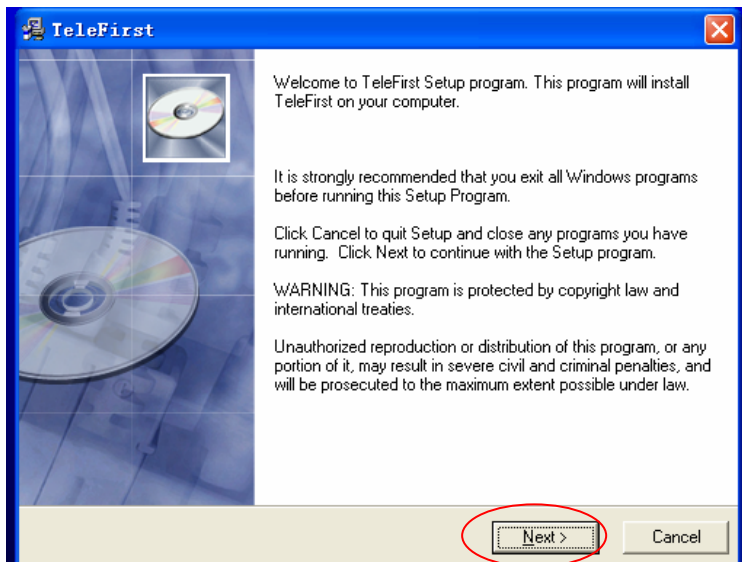 TeleFirst
Welcome to TeleFirst Setup program. This program will install
TeleFirst on your computer.
It is strongly recommended that you exit all Windows programs
before running this Setup Program.
Click Cancel to quit Setup and close any programs you have
running. Click Next to continue with the Setup program.
WARNING: This program is protected by copyright law and
international treaties.
Unauthorized reproduction or distribution of this program, or any
portion of it, may result in severe civil and criminal penalties, and
will be prosecuted to the maximum extent possible under law.
Next >
Cancel